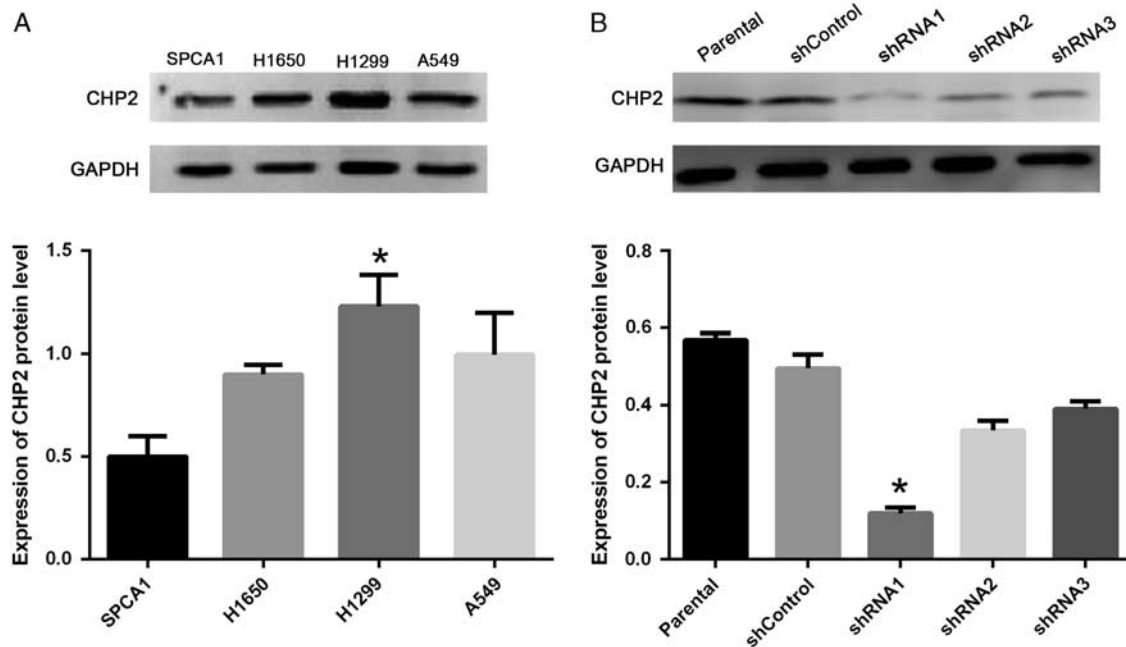 A
SPCA1 H1650 H1299 A549
CHP2
GAPDH
Expression of CHP2 protein level
1.5
*
1.0
0.5
0.0
SPCA1 H1650 H1299 A549
B
Parental shControl shRNA1 shRNA2 shRNA3
CHP2
GAPDH
Expression of CHP2 protein level
0.8
0.6
0.4
*
0.2
0.0
Parental shControl shRNA1 shRNA2 shRNA3